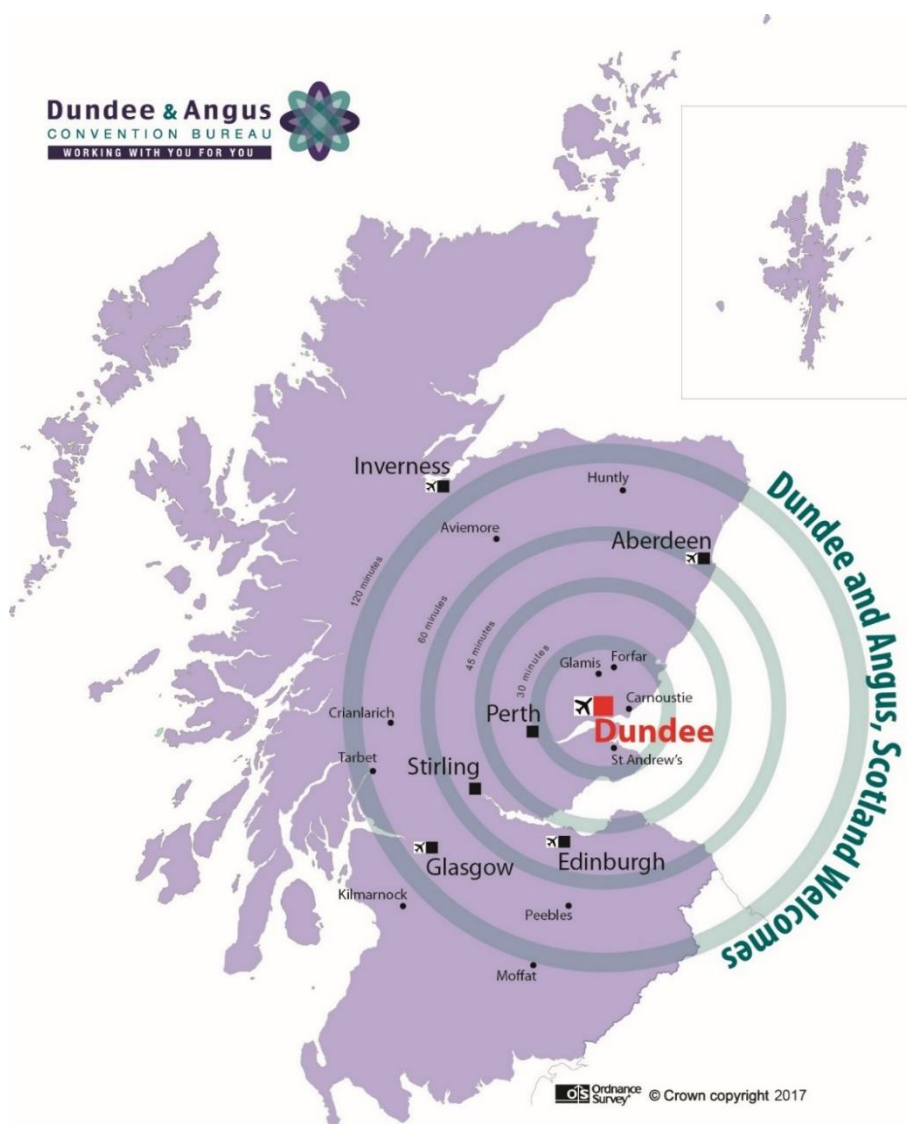 Dundee & Angus
CONVENTION BUREAU
WORKING WITH YOU FOR YOU
Inverness
Huntly
Aviemore
Aberdeen
120 minutes
60 minutes
45 minutes
30 minutes
Glamis
Forfar
Carnoustie
Crianlarich
Perth
Dundee
St Andrew's
Tarbet
Stirling
Glasgow
Edinburgh
Kilmarnock
Peebles
Moffat
Dundee and Angus, Scotland Welcomes
Ordnance
Survey
© Crown copyright 2017